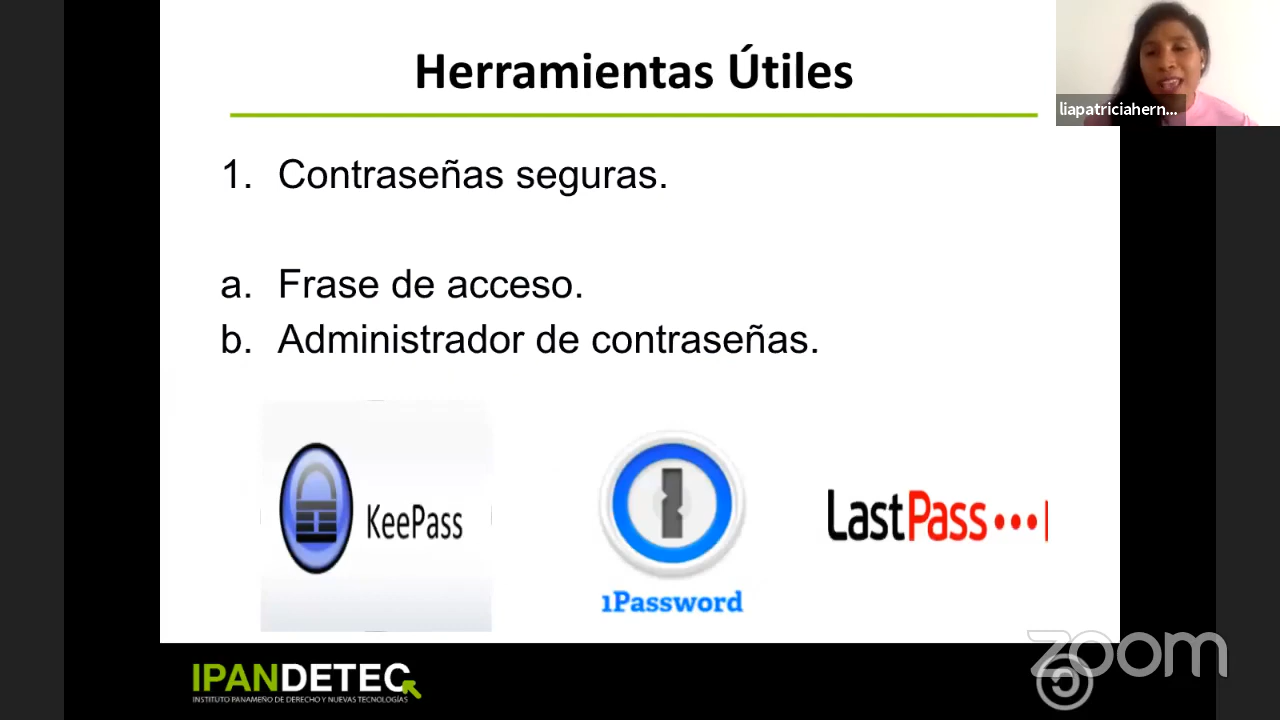 Herramientas Útiles
liapatriciahern...
1. Contraseñas seguras.
a. Frase de acceso.
b. Administrador de contraseñas.
KeePass
1Password
LastPass•••|
IPANDETEC
INSTITUTO PANAMEÑO DE DERECHO Y NUEVAS TECNOLOGÍAS
zoom